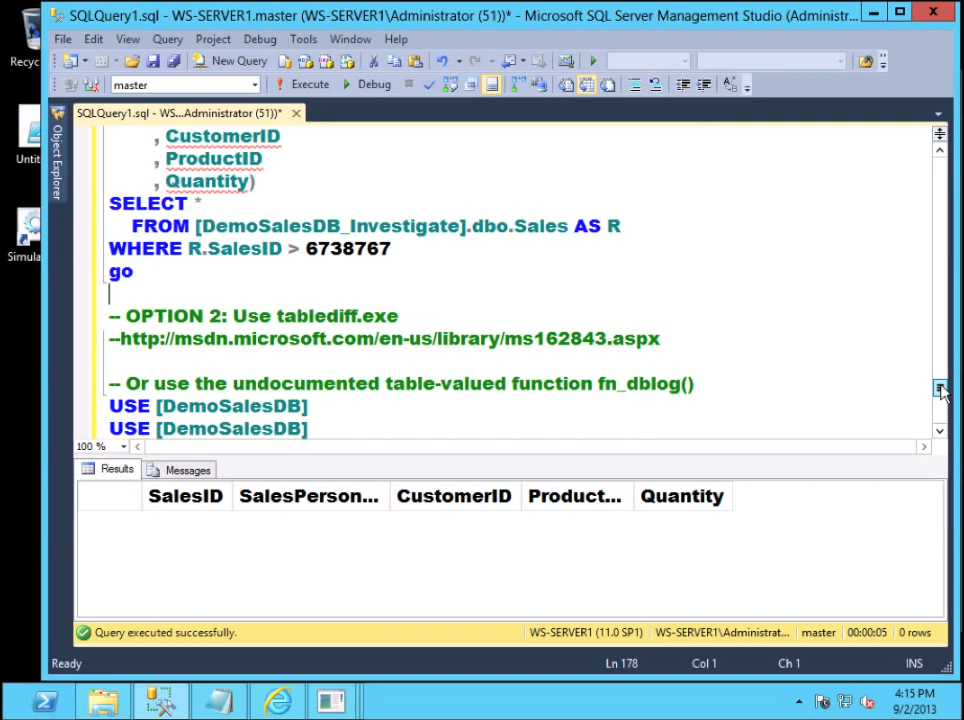 SQLQuery1.sql - WS-SERVER1.master (WS-SERVER1\Administrator (51))* - Microsoft SQL Server Management Studio (Administr...
Recyc
File Edit View Query Project Debug Tools Window Help
New Query
master
Execute
Debug
SQLQuery1.sql - WS...Administrator (51))*
Object Explorer
Untit
Simula
, CustomerID
, ProductID
, Quantity)
SELECT *
FROM [DemoSalesDB_Investigate].dbo.Sales AS R
WHERE R.SalesID > 6738767
go
-- OPTION 2: Use tablediff.exe
--http://msdn.microsoft.com/en-us/library/ms162843.aspx
-- Or use the undocumented table-valued function fn_dblog()
USE [DemoSalesDB]
USE [DemoSalesDB]
100 %
Results Messages
SalesID SalesPerson... CustomerID Product... Quantity
Query executed successfully. WS-SERVER1 (11.0 SP1) WS-SERVER1\Administrat... master 00:00:05 0 rows
Ready Ln 178 Col 1 Ch 1 INS
4:15 PM
9/2/2013